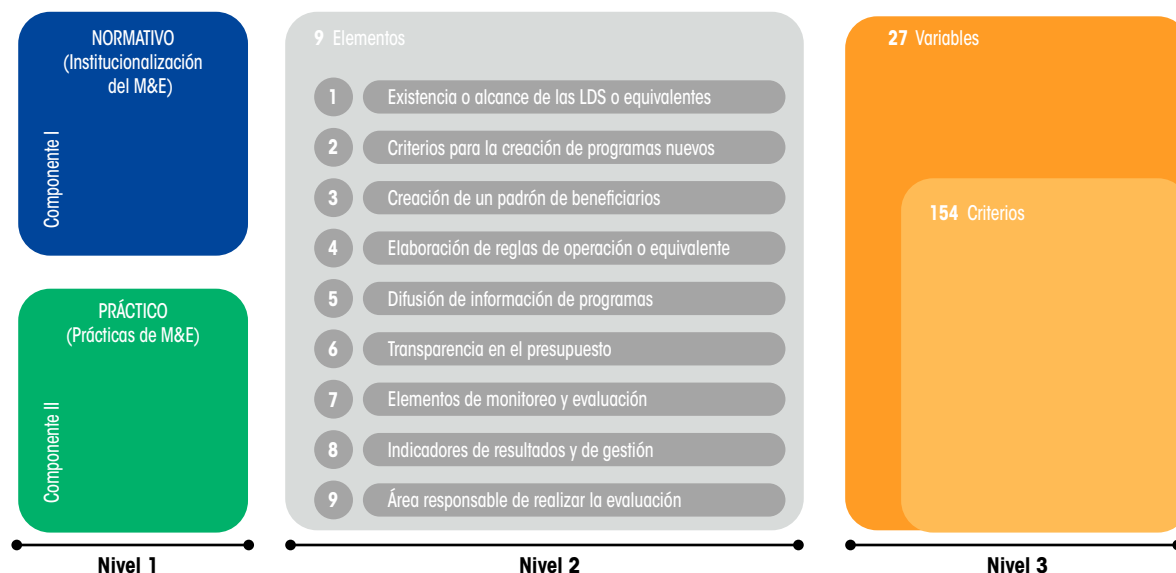 NORMATIVO
(Institucionalización
del M&E)
Componente I
PRÁCTICO
(Prácticas de M&E)
Componente II
Nivel 1
9 Elementos
1 Existencia o alcance de las LDS o equivalentes
2 Criterios para la creación de programas nuevos
3 Creación de un padrón de beneficiarios
4 Elaboración de reglas de operación o equivalente
5 Difusión de información de programas
6 Transparencia en el presupuesto
7 Elementos de monitoreo y evaluación
8 Indicadores de resultados y de gestión
9 Área responsable de realizar la evaluación
Nivel 2
27 Variables
154 Criterios
Nivel 3